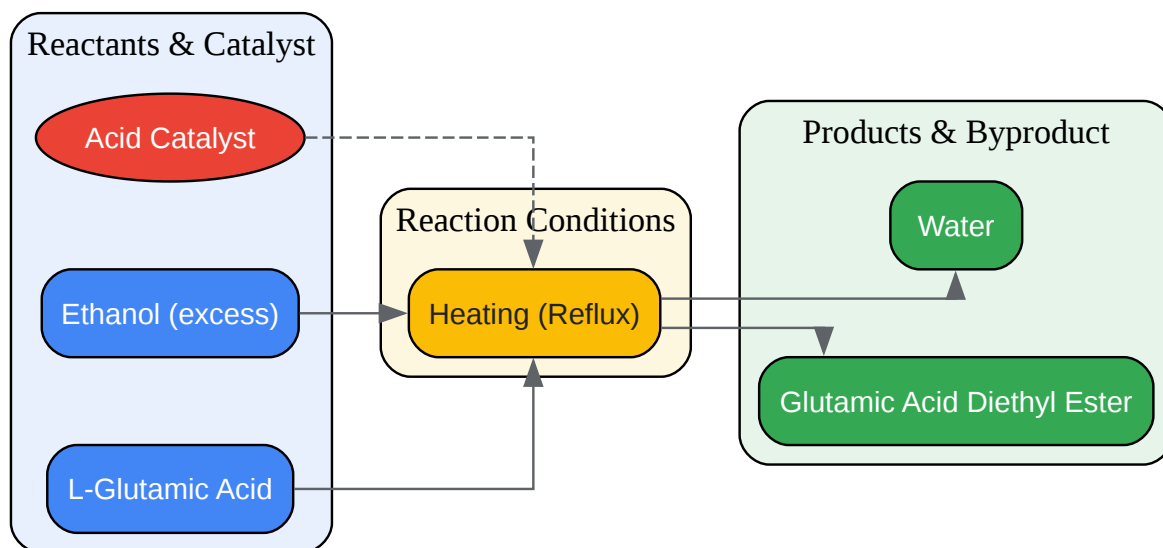 Reactants & Catalyst
Acid Catalyst
Ethanol (excess)
L-Glutamic Acid
Reaction Conditions
Heating (Reflux)
Products & Byproduct
Water
Glutamic Acid Diethyl Ester